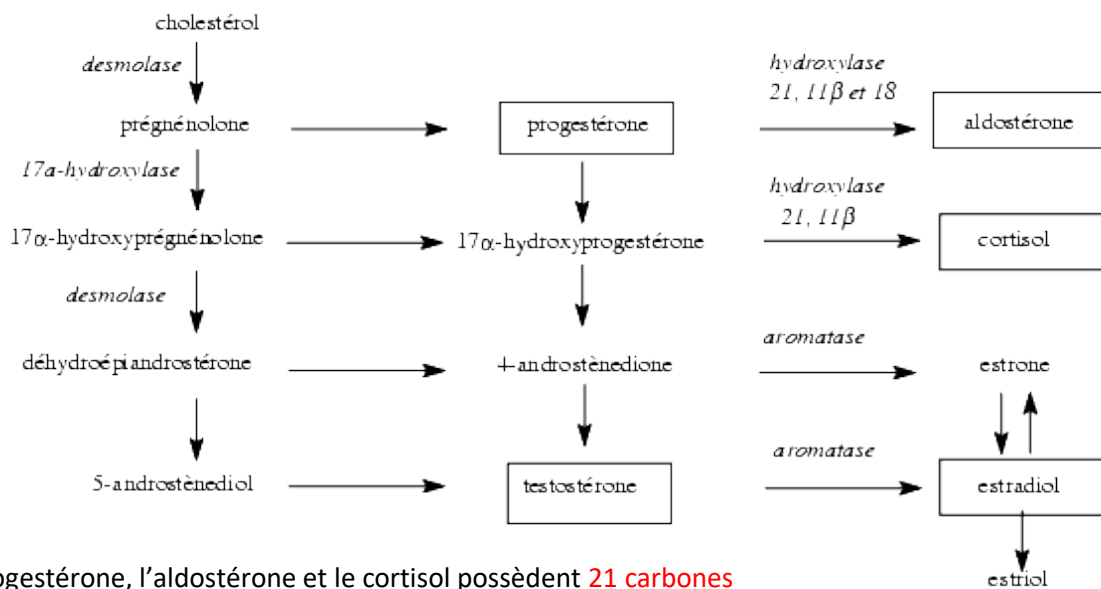 cholestérol
desmolase
hydroxylase
21, 11β et 18
prégnénolone
progestérone
aldostérone
17a-hydroxylase
hydroxylase
21, 11β
17α-hydroxyprégnénolone
17α-hydroxyprogestérone
cortisol
desmolase
aromatase
déhydroépiandrostérone
4-androstènedione
estrone
aromatase
5-androstènediol
testostérone
estradiol
ogestérone, l’aldostérone et le cortisol possèdent 21 carbones
estriol